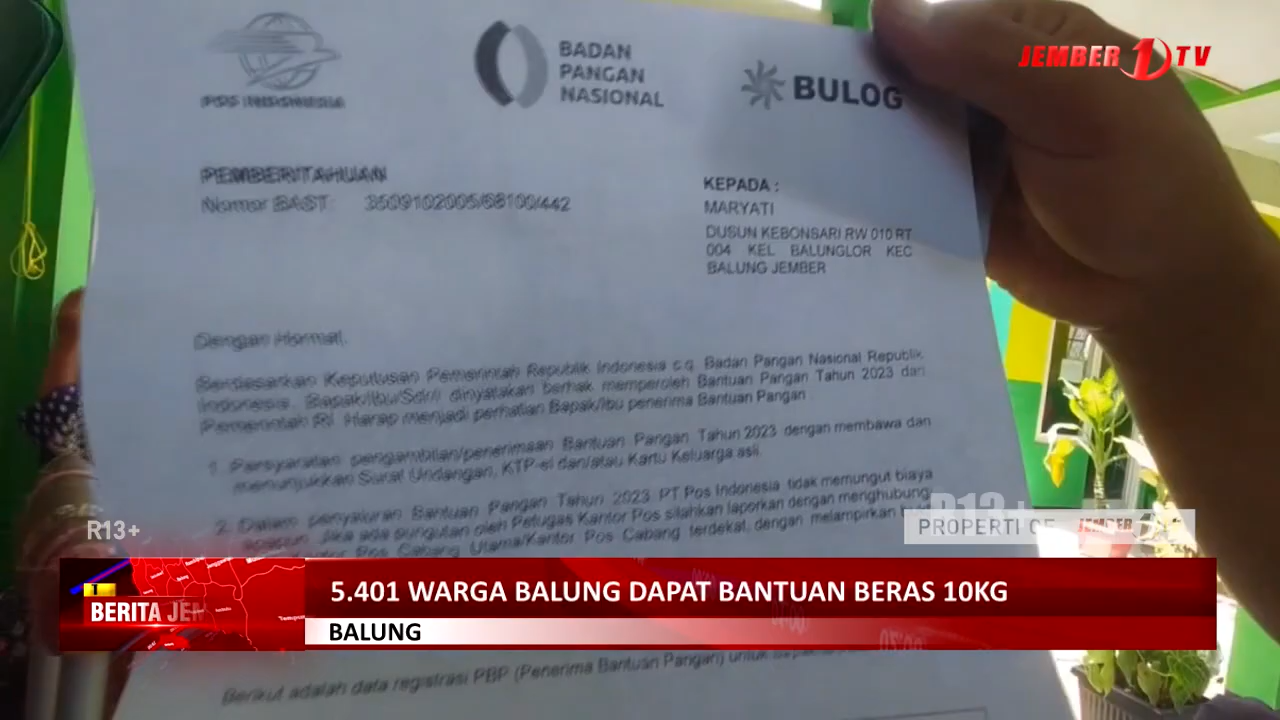 JEMBER 1 TV
POS INDONESIA
BADAN
PANGAN
NASIONAL
BULOG
PEMBERITAHUAN
Nomor BAST 3509102005/68100/442
KEPADA :
MARYATI
DUSUN KEBONSARI RW 010 RT
004 KEL BALUNGLOR KEC
BALUNG JEMBER
Dengan Hormat,
Berdasarkan Keputusan Pemerintah Republik Indonesia c.q. Badan Pangan Nasional Republik
Indonesia, Bapak/Ibu/Sdr/i dinyatakan berhak memperoleh Bantuan Pangan Tahun 2023 dari
Pemerintah RI. Harap menjadi perhatian Bapak/Ibu penerima Bantuan Pangan
1. Persyaratan pengambilan/penerimaan Bantuan Pangan Tahun 2023 dengan membawa dan
menunjukkan Surat Undangan, KTP-el dan/atau Kartu Keluarga asli.
2. Dalam penyaluran Bantuan Pangan Tahun 2023 PT Pos Indonesia tidak memungut biaya
apapun. Jika ada pungutan oleh Petugas Kantor Pos silahkan laporkan dengan menghubung
Pos Cabang Utama/Kantor Pos Cabang terdekat, dengan melampirkan
R13+
R13+
PROPERTI OF JEMBER 1
BERITA JEM
5.401 WARGA BALUNG DAPAT BANTUAN BERAS 10KG
BALUNG
Berikut adalah data registrasi PBP (Penerima Bantuan Pangan) untuk